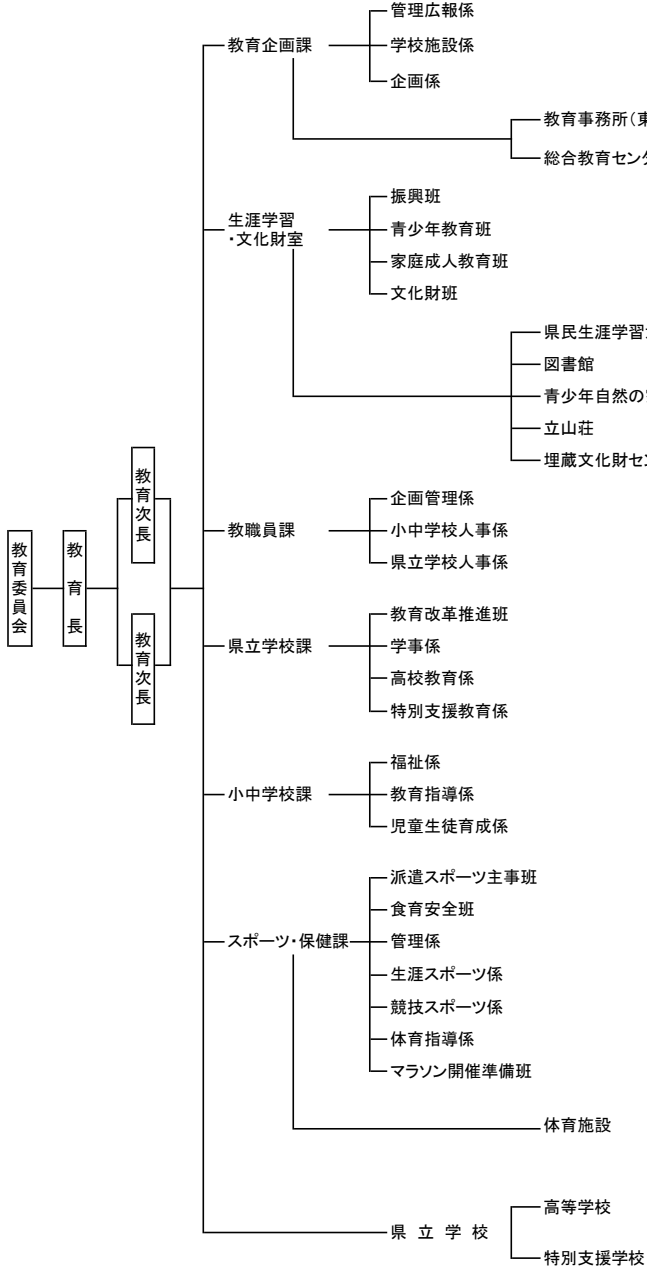 管理広報係
教育企画課
学校施設係
企画係
教育事務所(東
総合教育セン
振興班
生涯学習
・文化財室
青少年教育班
家庭成人教育班
文化財班
県民生涯学習
図書館
青少年自然の
立山荘
埋蔵文化財セ
教育委員会
教育長
教育次長
教育次長
企画管理係
教職員課
小中学校人事係
県立学校人事係
教育改革推進班
県立学校課
学事係
高校教育係
特別支援教育係
福祉係
小中学校課
教育指導係
児童生徒育成係
派遣スポーツ主事班
食育安全班
スポーツ・保健課
管理係
生涯スポーツ係
競技スポーツ係
体育指導係
マラソン開催準備班
体育施設
高等学校
県立学校
特別支援学校